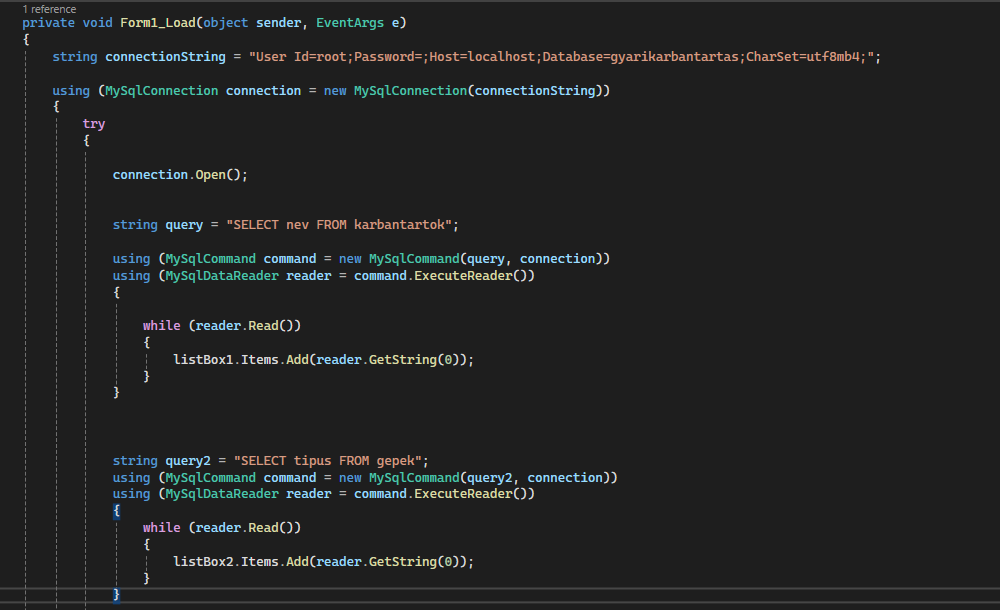 1 reference
private void Form1_Load(object sender, EventArgs e)
{
string connectionString = "User Id=root;Password=;Host=localhost;Database=gyarikarbantartas;CharSet=utf8mb4;";
using (MySqlConnection connection = new MySqlConnection(connectionString))
{
try
{
connection.Open();
string query = "SELECT nev FROM karbantartok";
using (MySqlCommand command = new MySqlCommand(query, connection))
using (MySqlDataReader reader = command.ExecuteReader())
{
while (reader.Read())
{
listBox1.Items.Add(reader.GetString(0));
}
}
string query2 = "SELECT tipus FROM gepek";
using (MySqlCommand command = new MySqlCommand(query2, connection))
using (MySqlDataReader reader = command.ExecuteReader())
{
while (reader.Read())
{
listBox2.Items.Add(reader.GetString(0));
}
}